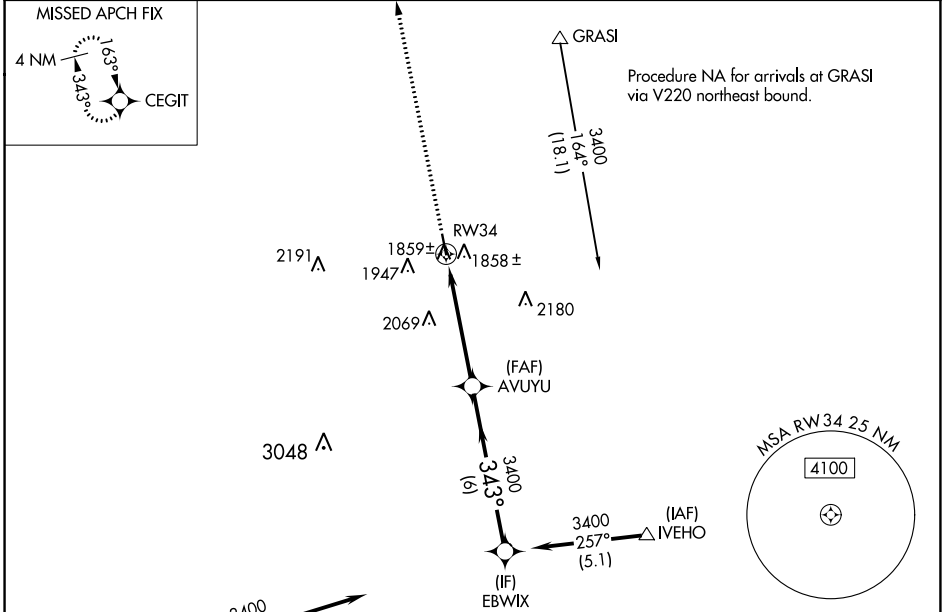 MISSED APCH FIX
4 NM
163°
343°
CEGIT
GRASI
Procedure NA for arrivals at GRASI
via V220 northeast bound.
3400
164°
(18.1)
RW34
1859±
1858±
2191
1947
2180
2069
(FAF)
AVUYU
3048
3400
343°
(6)
MSA RW34 25 NM
4100
(IAF)
IVEHO
3400
257°
(5.1)
(IF)
EBWIX
3400